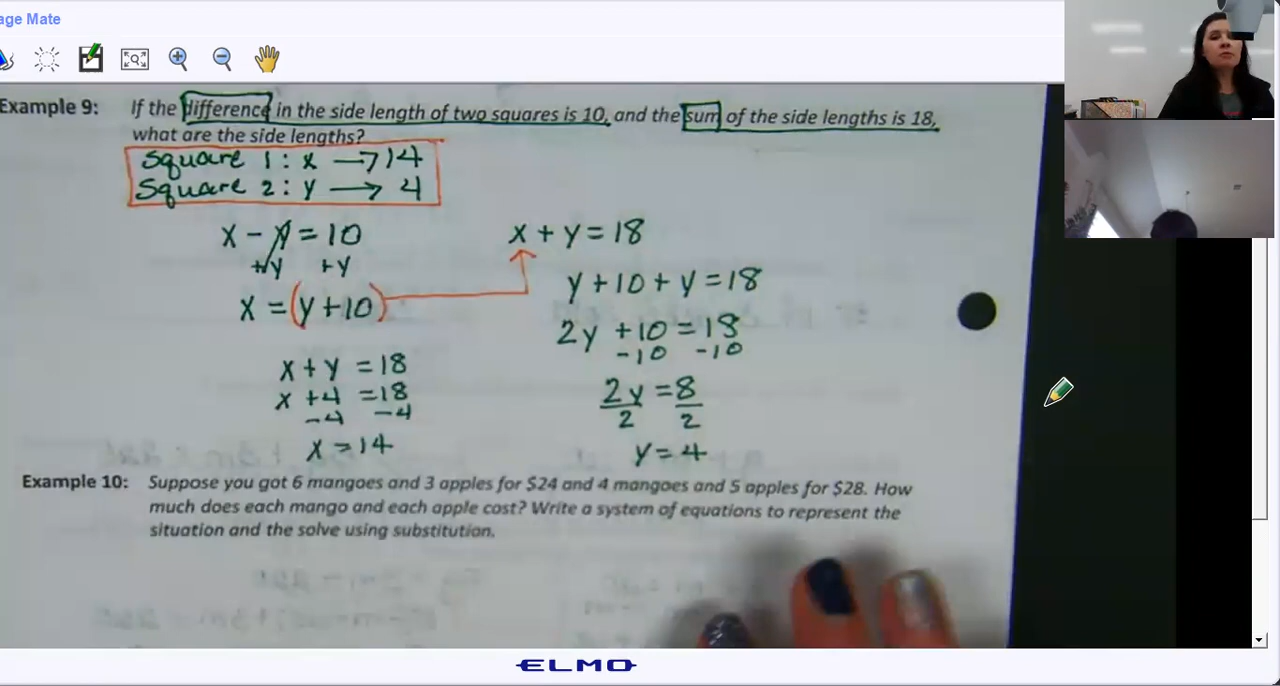 age Mate
Example 9: If the difference in the side length of two squares is 10, and the sum of the side lengths is 18,
what are the side lengths?
Square 1: x → 14
Square 2: y → 4
x - y = 10
+y +y
x = (y + 10)
x + y = 18
x + 4 = 18
-4 -4
x = 14
x + y = 18
y + 10 + y = 18
2y + 10 = 18
-10 -10
2y = 8
2 2
y = 4
Example 10: Suppose you got 6 mangoes and 3 apples for $24 and 4 mangoes and 5 apples for $28. How
much does each mango and each apple cost? Write a system of equations to represent the
situation and the solve using substitution.
ELMO